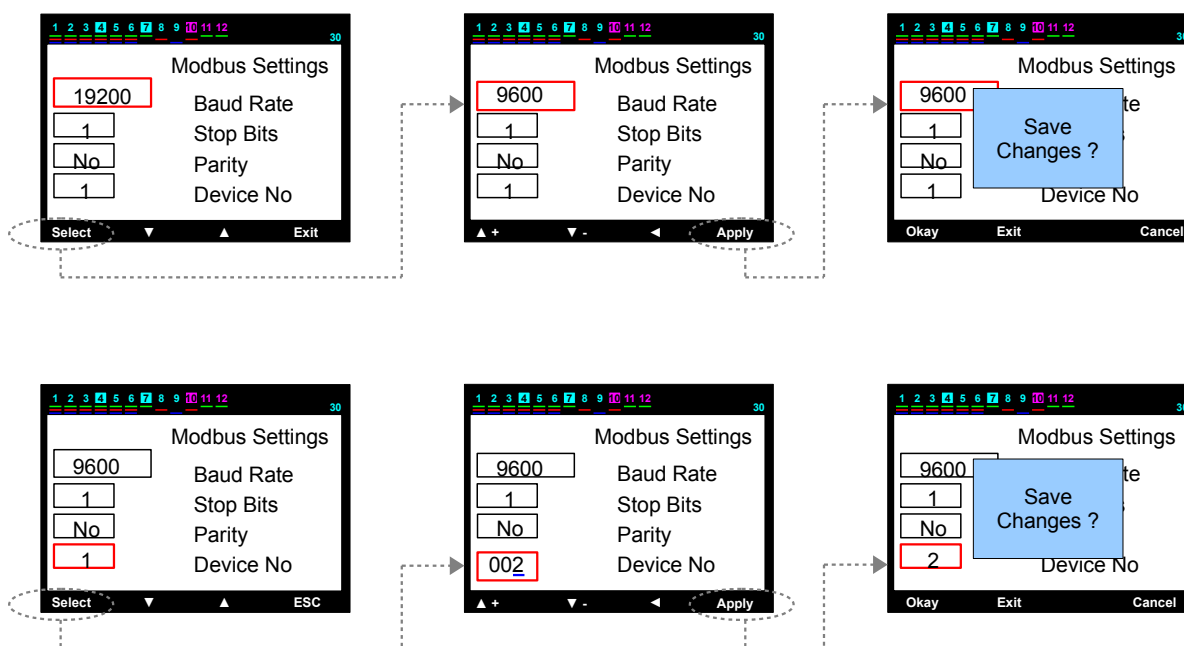 1 2 3 4 5 6 7 8 9 10 11 12
30
Modbus Settings
19200 Baud Rate
1 Stop Bits
No Parity
1 Device No
Select ▼ ▲ Exit
1 2 3 4 5 6 7 8 9 10 11 12
30
Modbus Settings
9600 Baud Rate
1 Stop Bits
No Parity
1 Device No
▲ + ▼ - ◄ Apply
1 2 3 4 5 6 7 8 9 10 11 12
30
Modbus Settings
9600 te
1
No
1 Device No
Save
Changes ?
Okay Exit Cancel
1 2 3 4 5 6 7 8 9 10 11 12
30
Modbus Settings
9600 Baud Rate
1 Stop Bits
No Parity
1 Device No
Select ▼ ▲ ESC
1 2 3 4 5 6 7 8 9 10 11 12
30
Modbus Settings
9600 Baud Rate
1 Stop Bits
No Parity
002 Device No
▲ + ▼ - ◄ Apply
1 2 3 4 5 6 7 8 9 10 11 12
30
Modbus Settings
9600 te
1
No
2 Device No
Save
Changes ?
Okay Exit Cancel